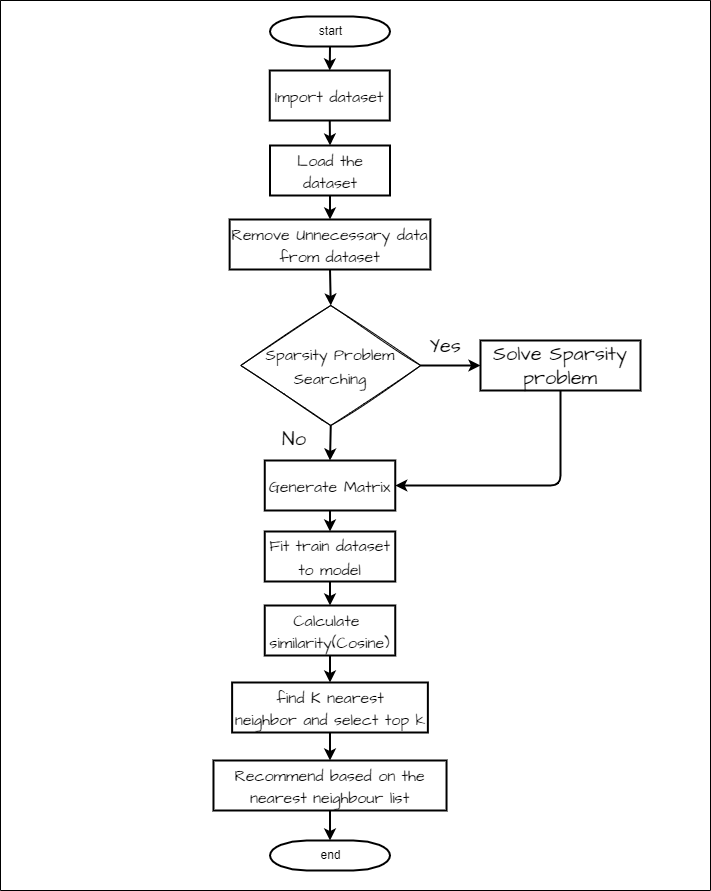 start
Import dataset
Load the
dataset
Remove Unnecessary data
from dataset
Sparsity Problem
Searching
Yes
Solve Sparsity
problem
No
Generate Matrix
Fit train dataset
to model
Calculate
similarity(Cosine)
find K nearest
neighbor and select top k
Recommend based on the
nearest neighbour list
end